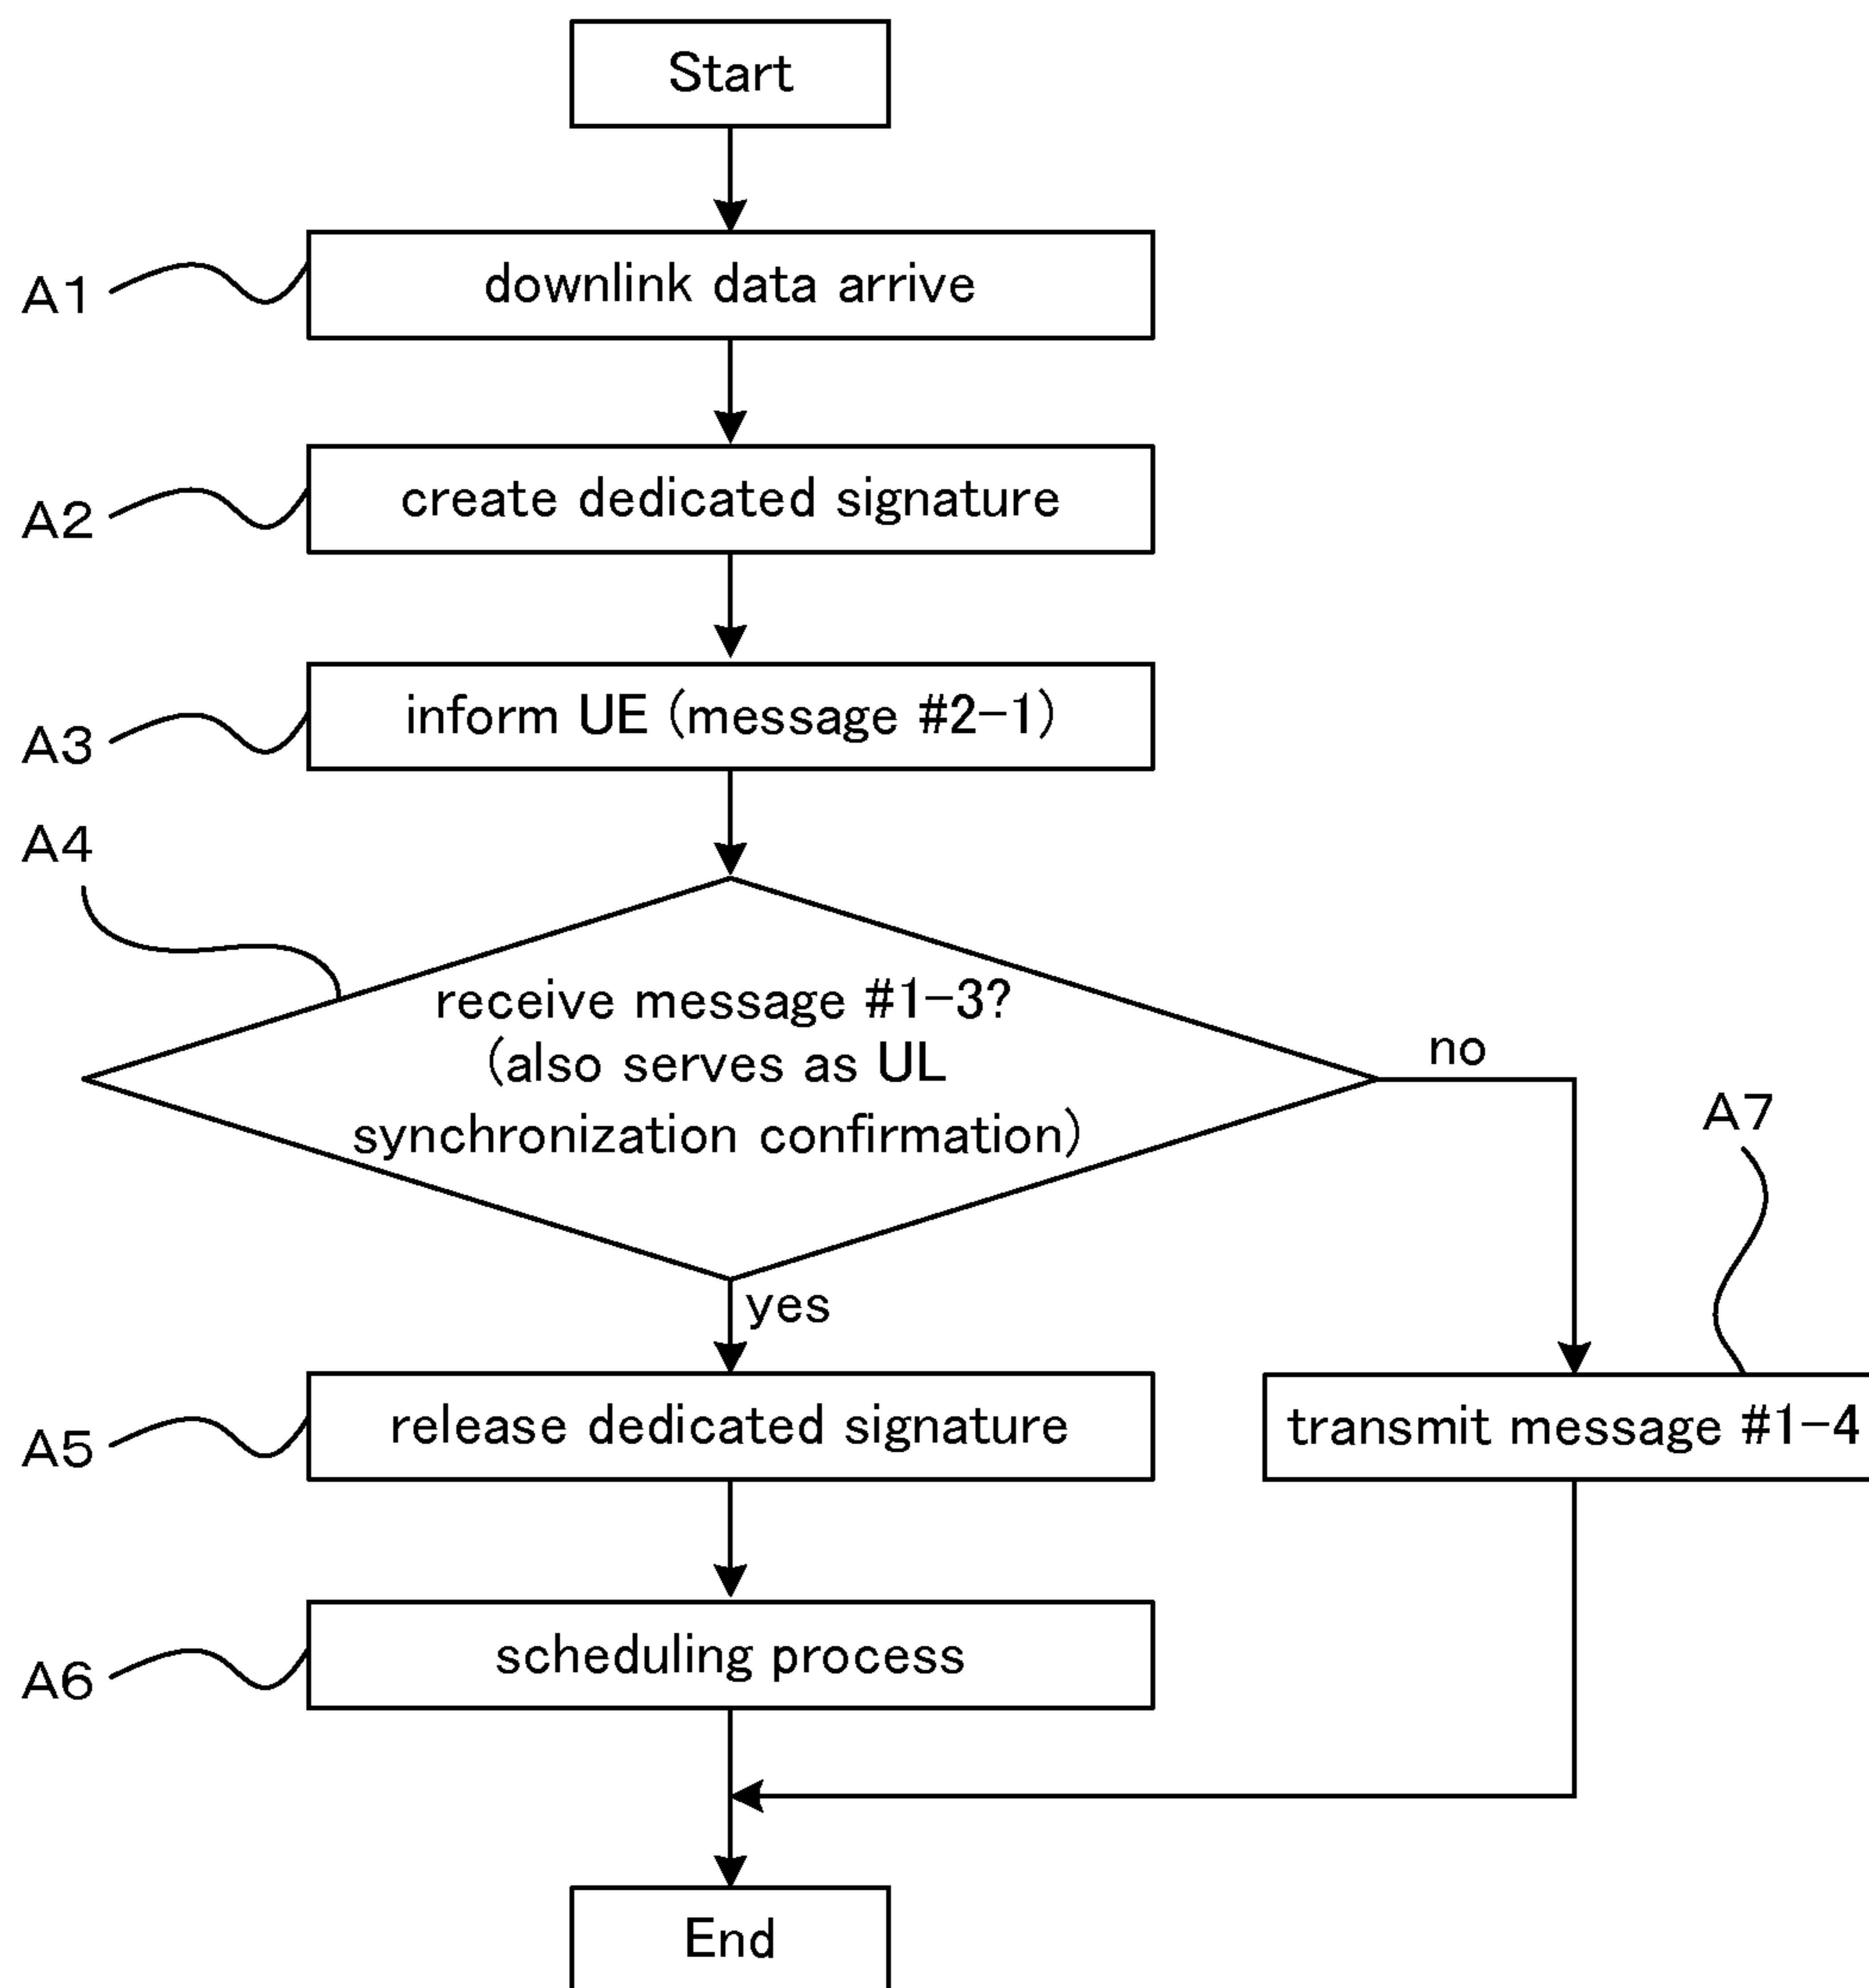 Start
A1
downlink data arrive
A2
create dedicated signature
A3
inform UE (message #2-1)
A4
receive message #1-3?
(also serves as UL
synchronization confirmation)
no
A7
yes
A5
release dedicated signature
transmit message #1-4
A6
scheduling process
End